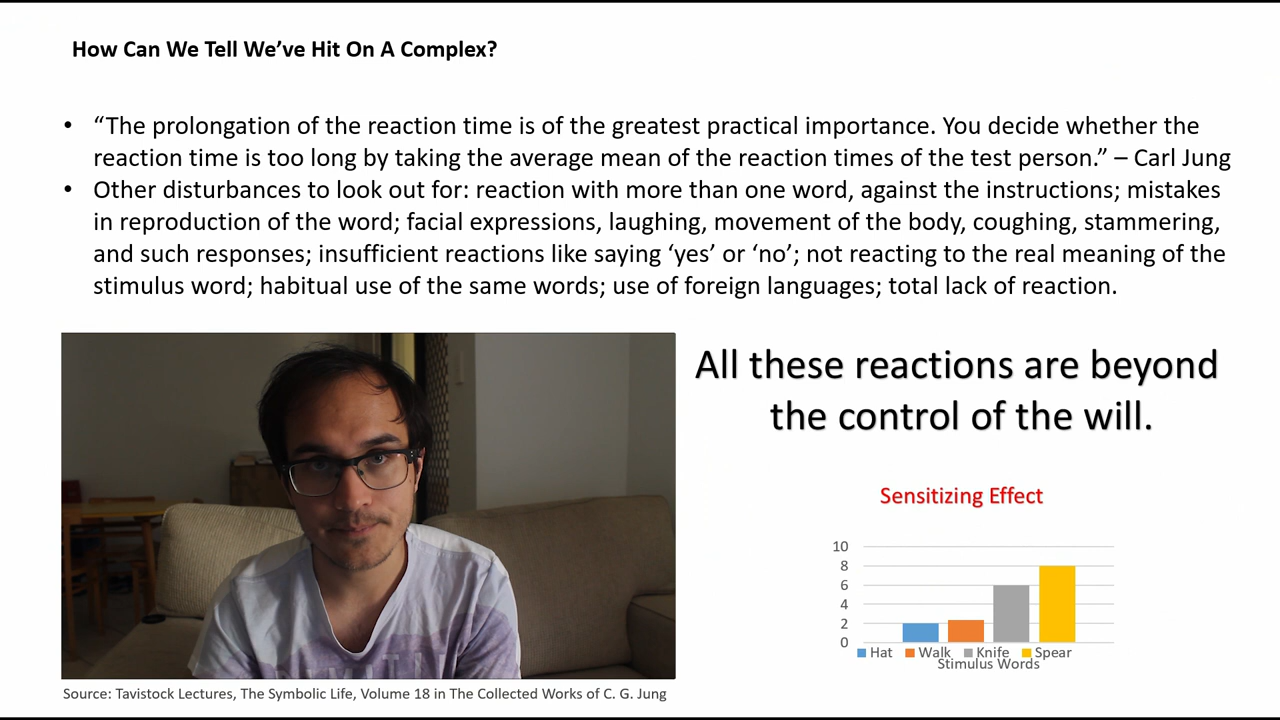 How Can We Tell We’ve Hit On A Complex?
• “The prolongation of the reaction time is of the greatest practical importance. You decide whether the
reaction time is too long by taking the average mean of the reaction times of the test person.” – Carl Jung
• Other disturbances to look out for: reaction with more than one word, against the instructions; mistakes
in reproduction of the word; facial expressions, laughing, movement of the body, coughing, stammering,
and such responses; insufficient reactions like saying ‘yes’ or ‘no’; not reacting to the real meaning of the
stimulus word; habitual use of the same words; use of foreign languages; total lack of reaction.
All these reactions are beyond
the control of the will.
Sensitizing Effect
10
8
6
4
2
0
Hat Walk Knife Spear
Stimulus Words
Source: Tavistock Lectures, The Symbolic Life, Volume 18 in The Collected Works of C. G. Jung